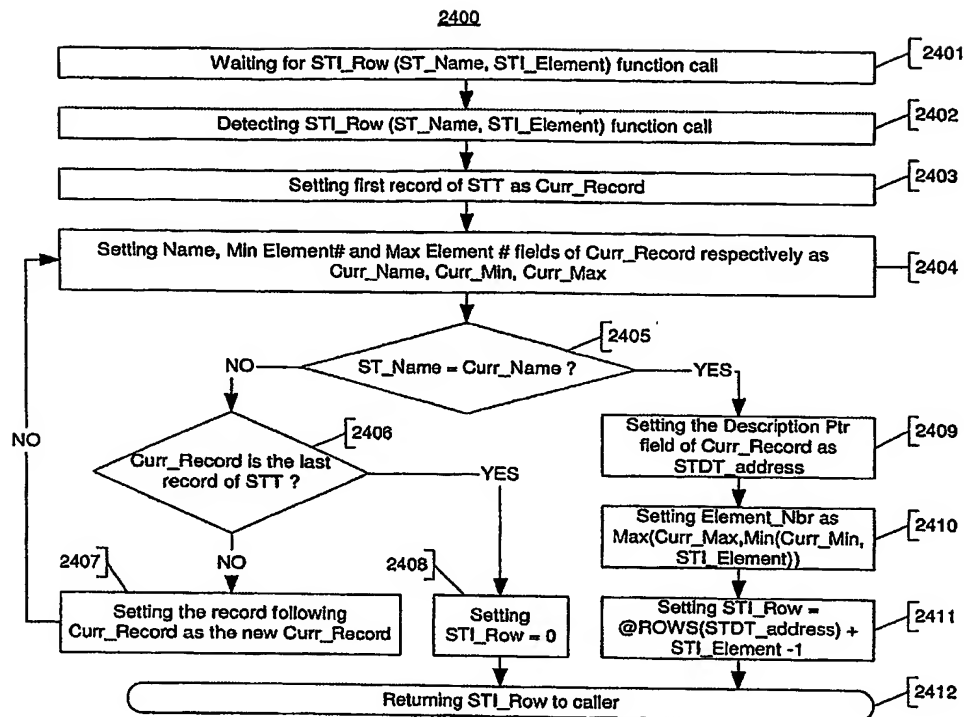 2400
Waiting for STI_Row (ST_Name, STI_Element) function call
2401
Detecting STI_Row (ST_Name, STI_Element) function call
2402
Setting first record of STT as Curr_Record
2403
Setting Name, Min Element# and Max Element # fields of Curr_Record respectively as
Curr_Name, Curr_Min, Curr_Max
2404
2405
ST_Name = Curr_Name ?
NO
YES
NO
2406
Curr_Record is the last
record of STT ?
YES
NO
Setting the Description Ptr
field of Curr_Record as
STDT_address
2409
Setting Element_Nbr as
Max(Curr_Max,Min(Curr_Min,
STI_Element))
2410
2407
Setting the record following
Curr_Record as the new Curr_Record
2408
Setting
STI_Row = 0
Setting STI_Row =
@ROWS(STDT_address) +
STI_Element -1
2411
Returning STI_Row to caller
2412